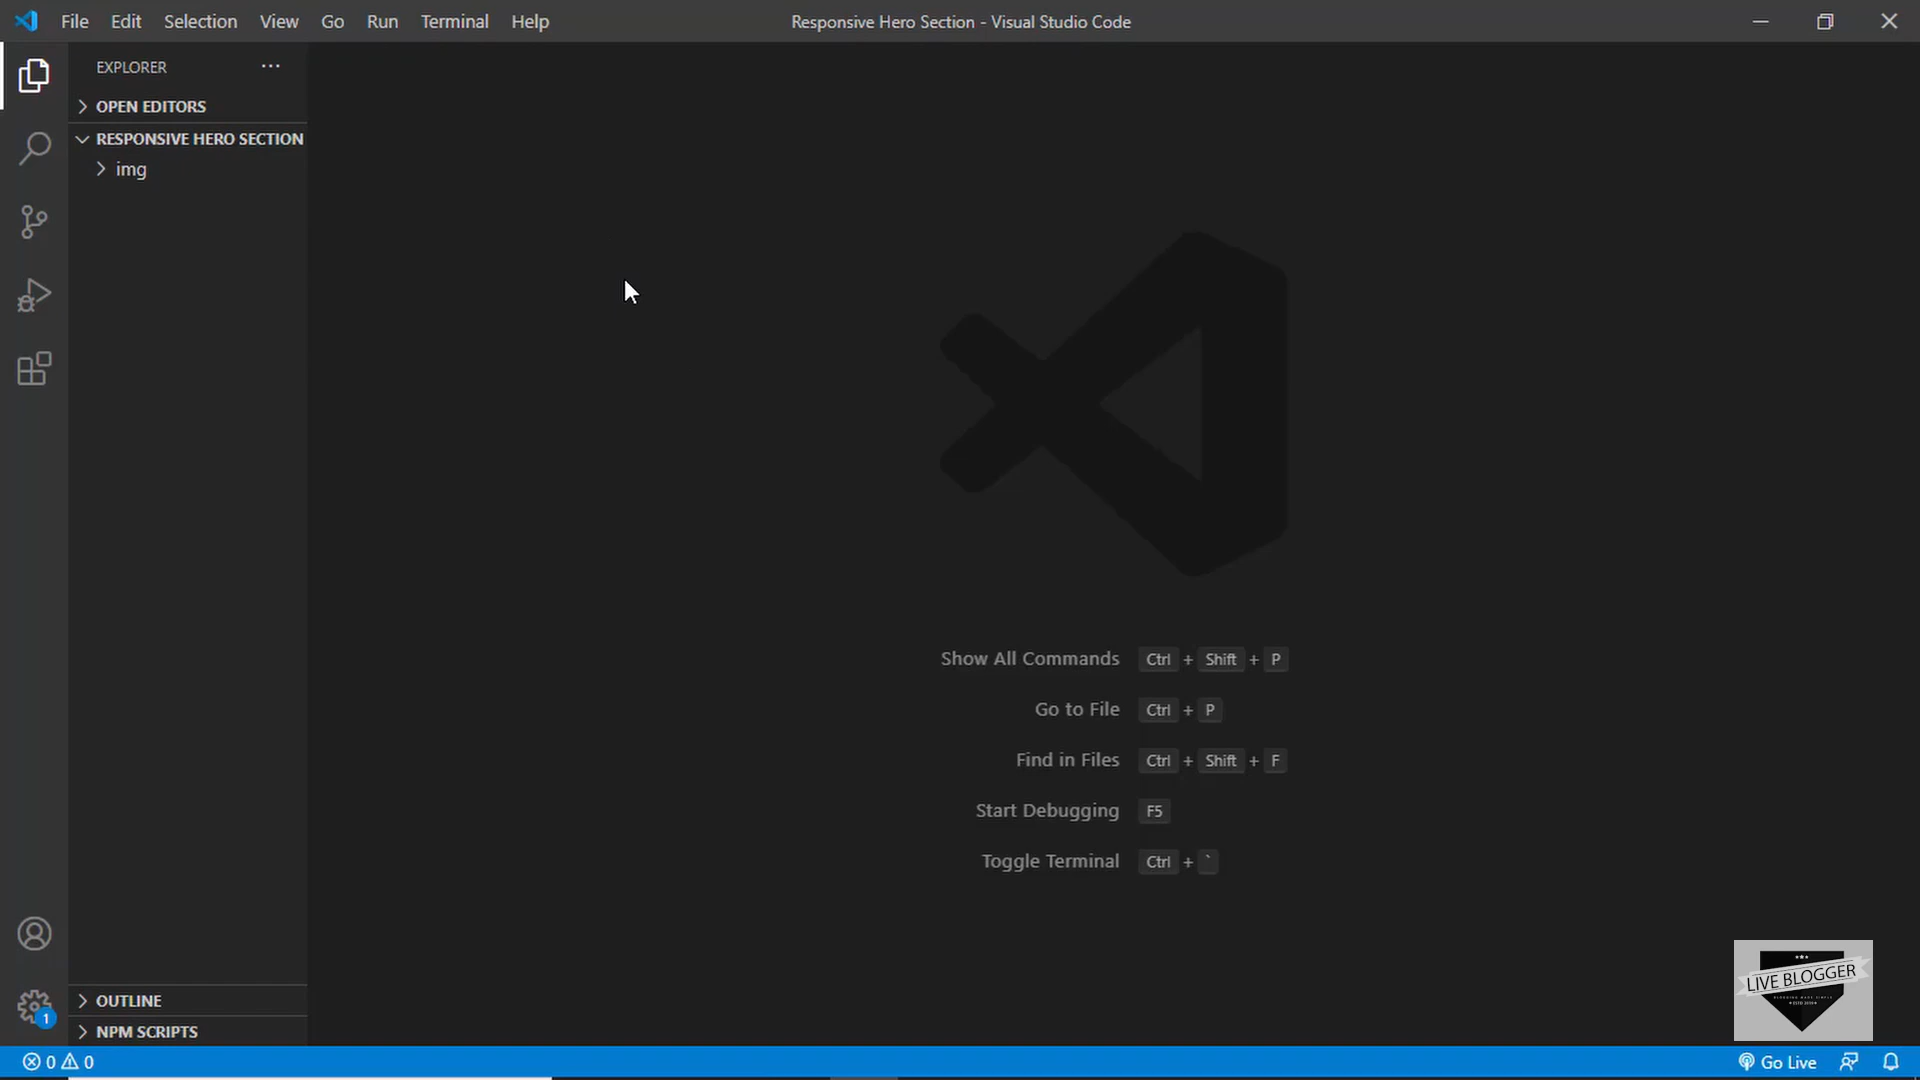 File Edit Selection View Go Run Terminal Help
Responsive Hero Section - Visual Studio Code
EXPLORER
OPEN EDITORS
RESPONSIVE HERO SECTION
img
Show All Commands Ctrl + Shift + P
Go to File Ctrl + P
Find in Files Ctrl + Shift + F
Start Debugging F5
Toggle Terminal Ctrl + `
LIVE BLOGGER
OUTLINE
1
NPM SCRIPTS
0 0
Go Live